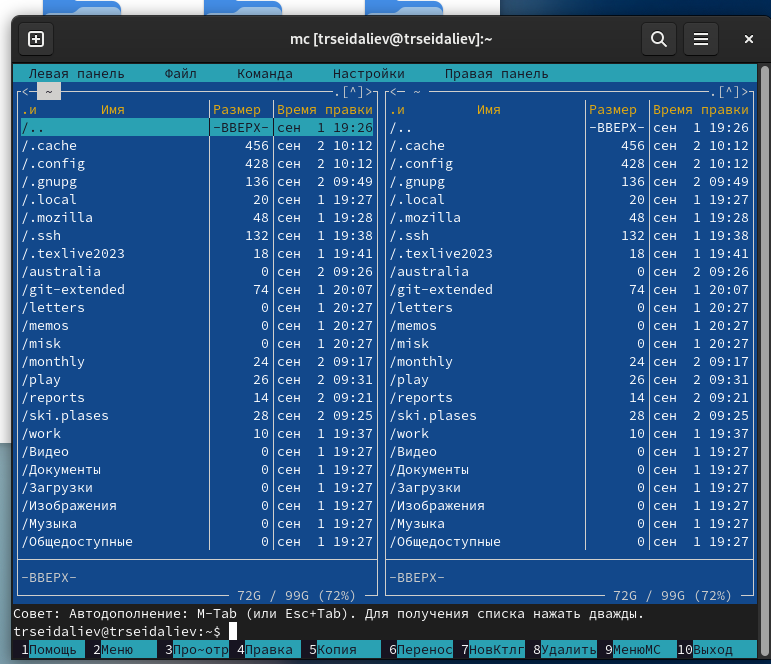 mc [trseidaliev@trseidaliev]:~
Левая панель Файл Команда Настройки Правая панель
<─ ~ .[^]> <─ ~ .[^]>
.и Имя Размер Время правки .и Имя Размер Время правки
/.. -ВВЕРХ- сен 1 19:26 /.. -ВВЕРХ- сен 1 19:26
/.cache 456 сен 2 10:12 /.cache 456 сен 2 10:12
/.config 428 сен 2 10:12 /.config 428 сен 2 10:12
/.gnupg 136 сен 2 09:49 /.gnupg 136 сен 2 09:49
/.local 20 сен 1 19:27 /.local 20 сен 1 19:27
/.mozilla 48 сен 1 19:28 /.mozilla 48 сен 1 19:28
/.ssh 132 сен 1 19:38 /.ssh 132 сен 1 19:38
/.texlive2023 18 сен 1 19:41 /.texlive2023 18 сен 1 19:41
/australia 0 сен 2 09:26 /australia 0 сен 2 09:26
/git-extended 74 сен 1 20:07 /git-extended 74 сен 1 20:07
/letters 0 сен 1 20:27 /letters 0 сен 1 20:27
/memos 0 сен 1 20:27 /memos 0 сен 1 20:27
/misk 0 сен 1 20:27 /misk 0 сен 1 20:27
/monthly 24 сен 2 09:17 /monthly 24 сен 2 09:17
/play 26 сен 2 09:31 /play 26 сен 2 09:31
/reports 14 сен 2 09:21 /reports 14 сен 2 09:21
/ski.plases 28 сен 2 09:25 /ski.plases 28 сен 2 09:25
/work 10 сен 1 19:37 /work 10 сен 1 19:37
/Видео 0 сен 1 19:27 /Видео 0 сен 1 19:27
/Документы 0 сен 1 19:27 /Документы 0 сен 1 19:27
/Загрузки 0 сен 1 19:27 /Загрузки 0 сен 1 19:27
/Изображения 0 сен 1 19:27 /Изображения 0 сен 1 19:27
/Музыка 0 сен 1 19:27 /Музыка 0 сен 1 19:27
/Общедоступные 0 сен 1 19:27 /Общедоступные 0 сен 1 19:27
-ВВЕРХ- -ВВЕРХ-
72G / 99G (72%) 72G / 99G (72%)
Совет: Автодополнение: M-Tab (или Esc+Tab). Для получения списка нажать дважды.
trseidaliev@trseidaliev:~$
1Помощь 2Меню 3Про~отр 4Правка 5Копия 6Перенос 7НовКтлг 8Удалить 9МенюMC 10Выход